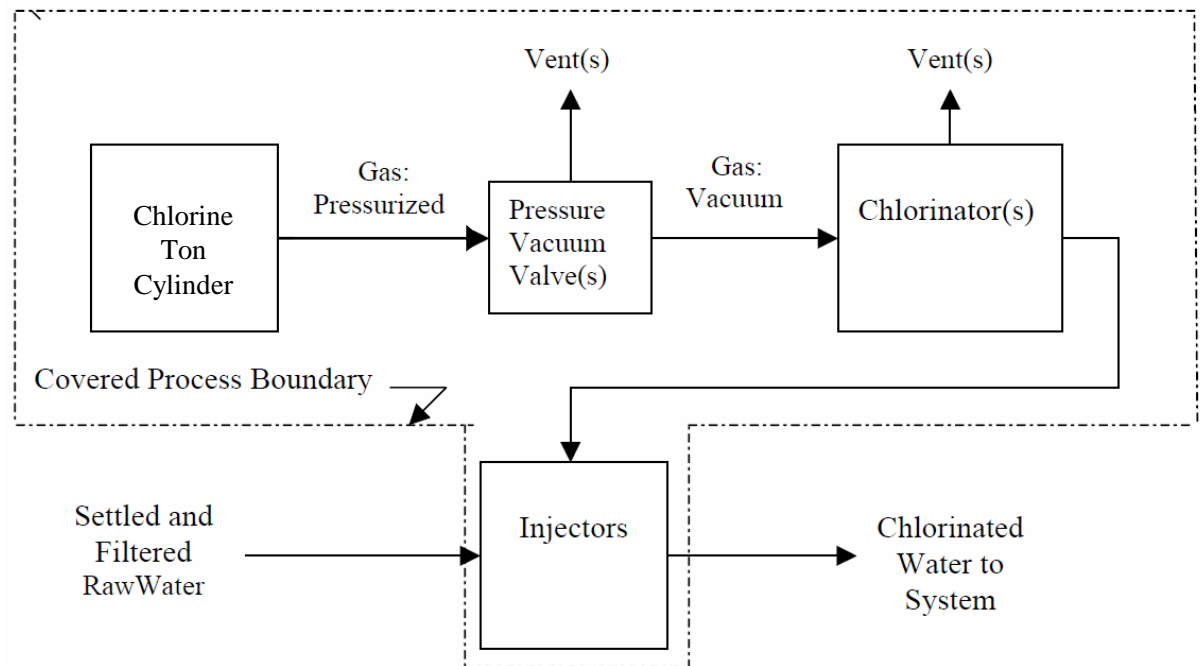 Vent(s)
Vent(s)
Chlorine
Ton
Cylinder
Gas:
Pressurized
Pressure
Vacuum
Valve(s)
Gas:
Vacuum
Chlorinator(s)
Covered Process Boundary
Settled and
Filtered
RawWater
Injectors
Chlorinated
Water to
System